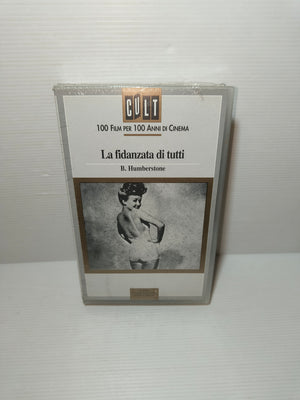 CULT
100 FILM PER 100 ANNI DI CINEMA
La fidanzata di tutti
B. Humberstone